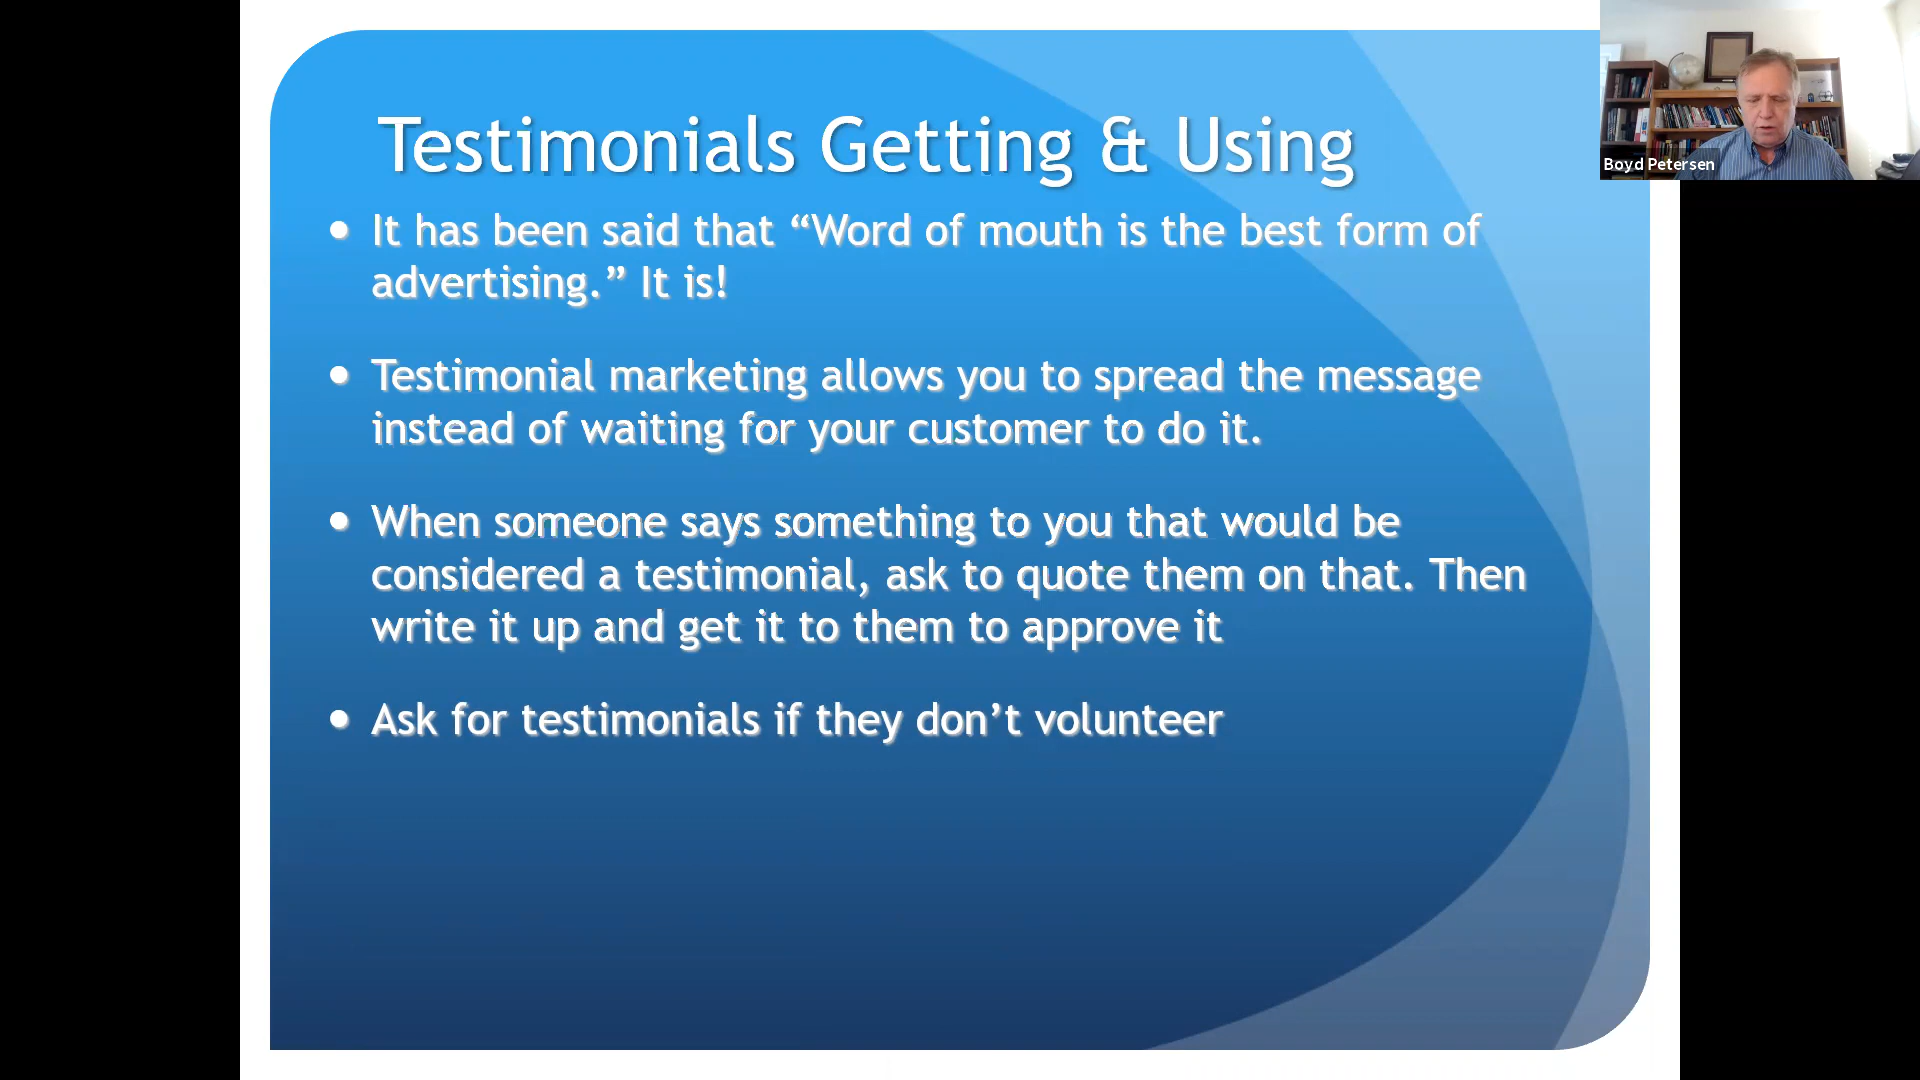 Testimonials Getting & Using
• It has been said that “Word of mouth is the best form of
advertising.” It is!
• Testimonial marketing allows you to spread the message
instead of waiting for your customer to do it.
• When someone says something to you that would be
considered a testimonial, ask to quote them on that. Then
write it up and get it to them to approve it
• Ask for testimonials if they don’t volunteer
Boyd Petersen